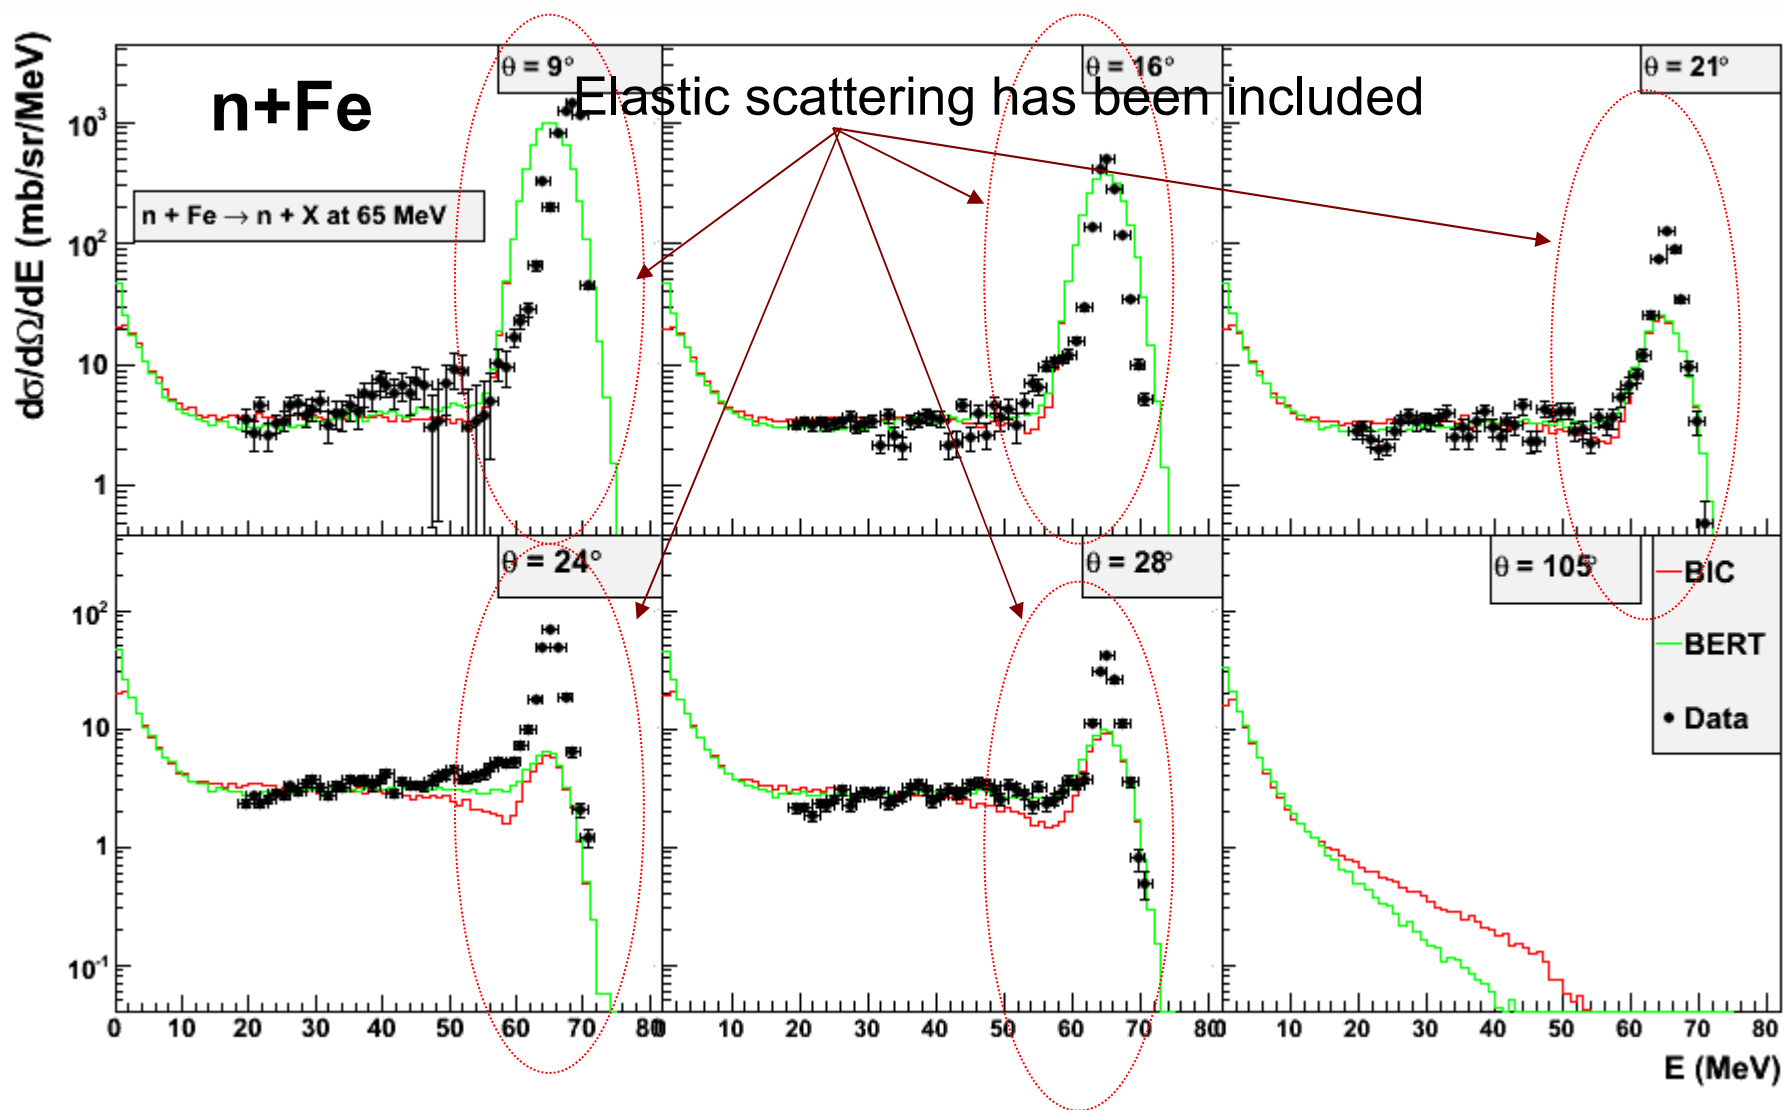 θ = 9°
θ = 16°
θ = 21°
n+Fe
Elastic scattering has been included
n + Fe → n + X at 65 MeV
dσ/dΩ/dE (mb/sr/MeV)
10³
10²
10
1
θ = 24°
θ = 28°
θ = 105°
BIC
BERT
Data
10²
10
1
10⁻¹
0 10 20 30 40 50 60 70 80
0 10 20 30 40 50 60 70 80
0 10 20 30 40 50 60 70 80
E (MeV)